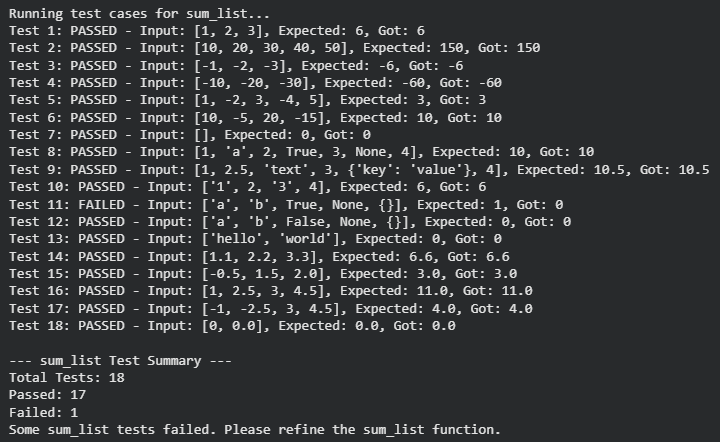 Running test cases for sum_list...
Test 1: PASSED - Input: [1, 2, 3], Expected: 6, Got: 6
Test 2: PASSED - Input: [10, 20, 30, 40, 50], Expected: 150, Got: 150
Test 3: PASSED - Input: [-1, -2, -3], Expected: -6, Got: -6
Test 4: PASSED - Input: [-10, -20, -30], Expected: -60, Got: -60
Test 5: PASSED - Input: [1, -2, 3, -4, 5], Expected: 3, Got: 3
Test 6: PASSED - Input: [10, -5, 20, -15], Expected: 10, Got: 10
Test 7: PASSED - Input: [], Expected: 0, Got: 0
Test 8: PASSED - Input: [1, 'a', 2, True, 3, None, 4], Expected: 10, Got: 10
Test 9: PASSED - Input: [1, 2.5, 'text', 3, {'key': 'value'}, 4], Expected: 10.5, Got: 10.5
Test 10: PASSED - Input: ['1', 2, '3', 4], Expected: 6, Got: 6
Test 11: FAILED - Input: ['a', 'b', True, None, {}], Expected: 1, Got: 0
Test 12: PASSED - Input: ['a', 'b', False, None, {}], Expected: 0, Got: 0
Test 13: PASSED - Input: ['hello', 'world'], Expected: 0, Got: 0
Test 14: PASSED - Input: [1.1, 2.2, 3.3], Expected: 6.6, Got: 6.6
Test 15: PASSED - Input: [-0.5, 1.5, 2.0], Expected: 3.0, Got: 3.0
Test 16: PASSED - Input: [1, 2.5, 3, 4.5], Expected: 11.0, Got: 11.0
Test 17: PASSED - Input: [-1, -2.5, 3, 4.5], Expected: 4.0, Got: 4.0
Test 18: PASSED - Input: [0, 0.0], Expected: 0.0, Got: 0.0
--- sum_list Test Summary ---
Total Tests: 18
Passed: 17
Failed: 1
Some sum_list tests failed. Please refine the sum_list function.